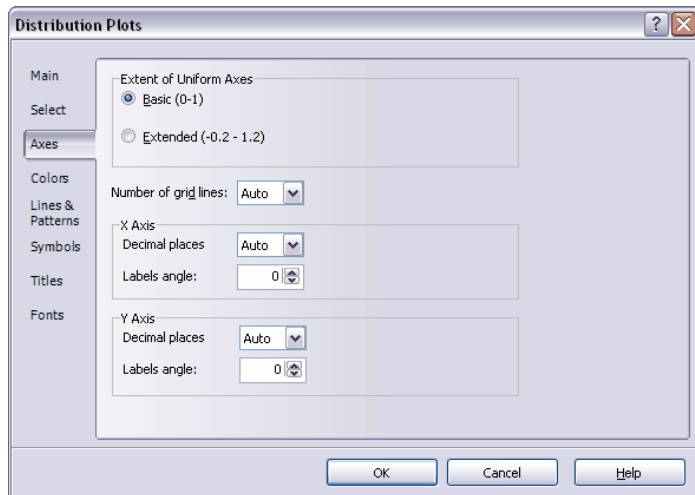 Distribution Plots
Main
Select
Axes
Colors
Lines &
Patterns
Symbols
Titles
Fonts
Extent of Uniform Axes
Basic (0-1)
Extended (-0.2 - 1.2)
Number of grid lines: Auto
X Axis
Decimal places Auto
Labels angle: 0
Y Axis
Decimal places Auto
Labels angle: 0
OK Cancel Help